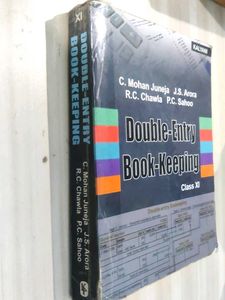 XI
DOUBLE-ENTRY
BOOK-KEEPING
C. Mohan Juneja J.S. Arora
R.C. Chawla P.C. Sahoo
KALYANI
C. Mohan Juneja J.S. Arora
R.C. Chawla P.C. Sahoo
Double-Entry
Book-Keeping
Class XI